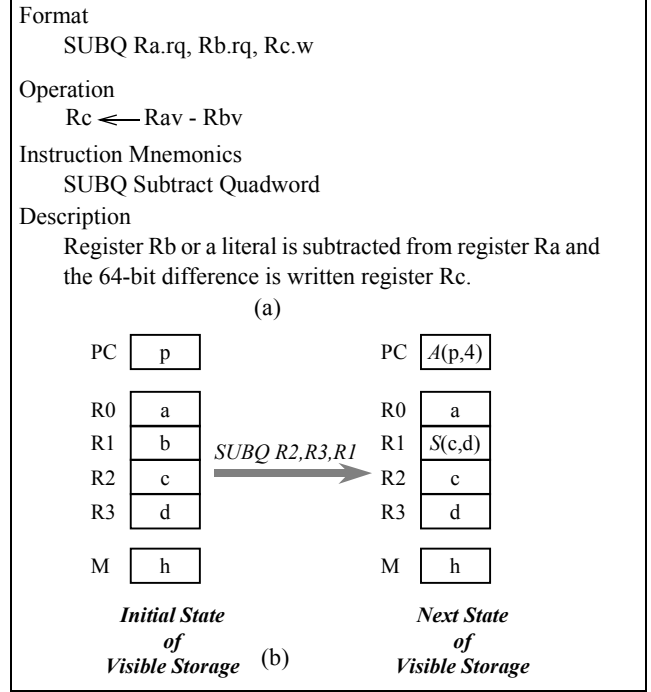 Format
SUBQ Ra.rq, Rb.rq, Rc.w
Operation
Rc ← Rav - Rbv
Instruction Mnemonics
SUBQ Subtract Quadword
Description
Register Rb or a literal is subtracted from register Ra and
the 64-bit difference is written register Rc.
(a)
PC p PC A(p,4)
R0 a R0 a
R1 b SUBQ R2,R3,R1 R1 S(c,d)
R2 c R2 c
R3 d R3 d
M h M h
Initial State Next State
of of
Visible Storage (b) Visible Storage